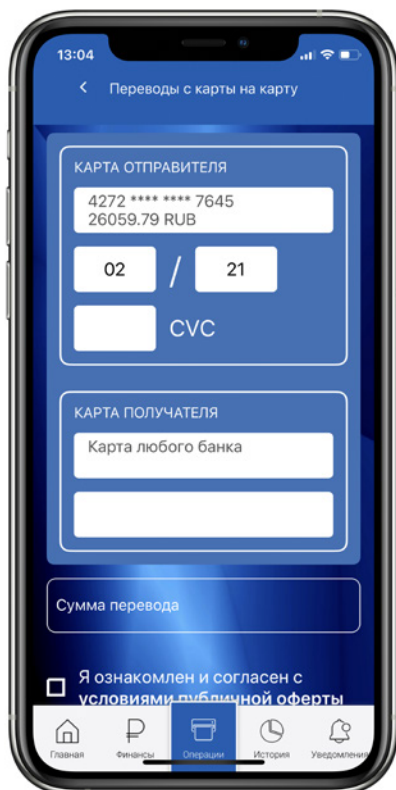 13:04
Переводы с карты на карту
КАРТА ОТПРАВИТЕЛЯ
4272 **** **** 7645
26059.79 RUB
02 / 21
CVC
КАРТА ПОЛУЧАТЕЛЯ
Карта любого банка
Сумма перевода
Я ознакомлен и согласен с
условиями публичной оферты
Главная Финансы Операции История Уведомления